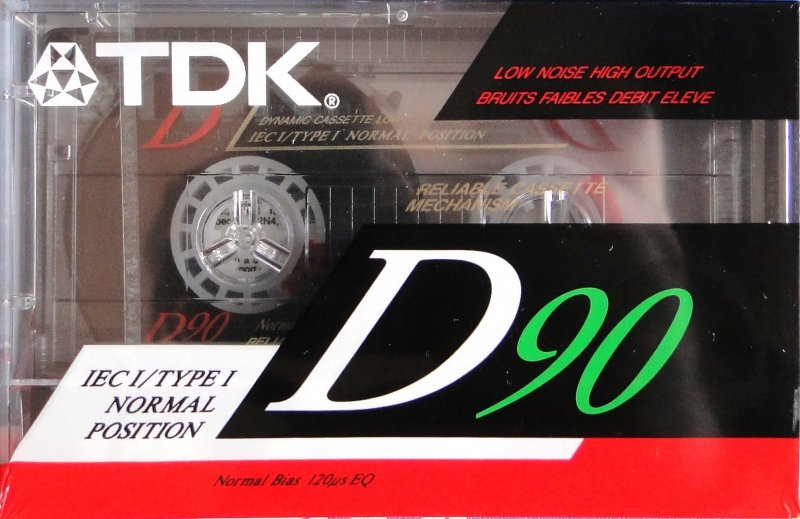 TDK®
LOW NOISE HIGH OUTPUT
BRUITS FAIBLES DEBIT ELEVE
D
DYNAMIC CASSETTE
IEC I/TYPE I NORMAL POSITION
RELIABLE CASSETTE
MECHANISM
D90
D90
IEC I/TYPE I
NORMAL
POSITION
Normal Bias 120µs EQ